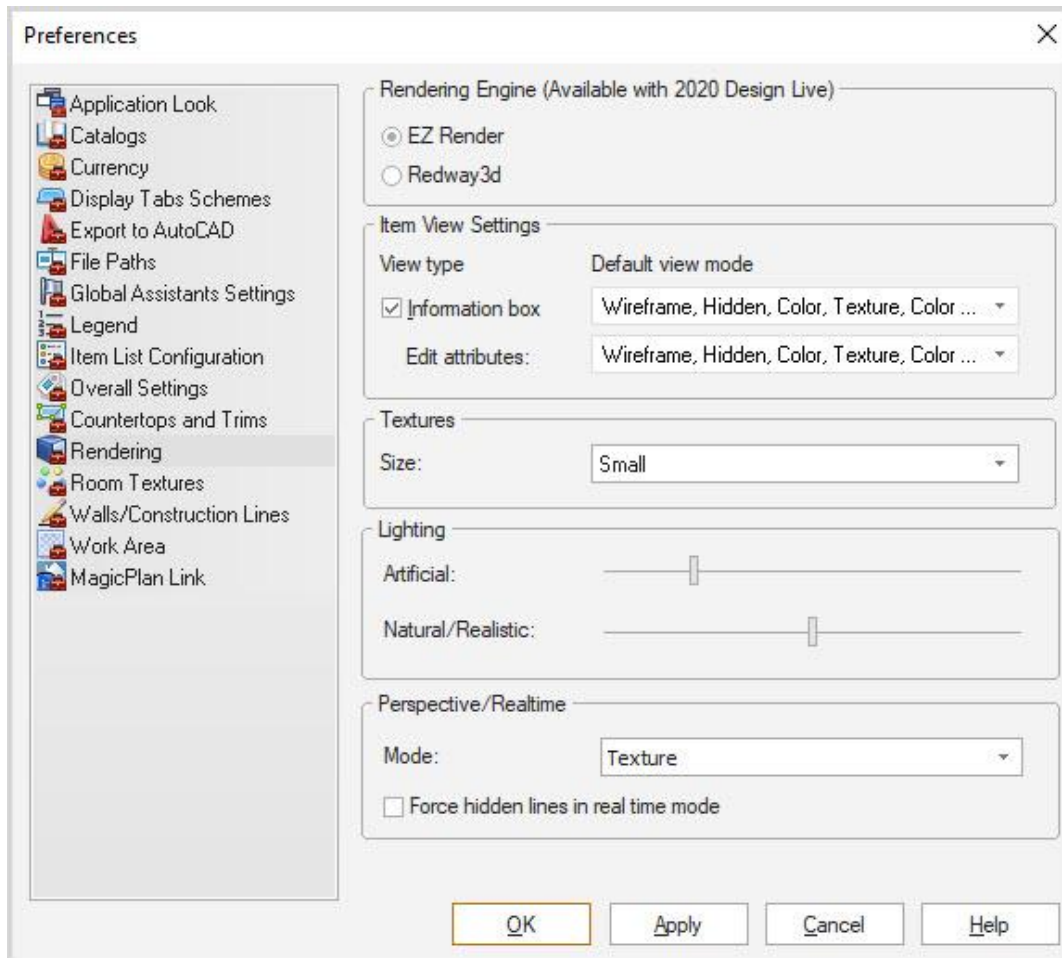 Preferences
Application Look
Catalogs
Currency
Display Tabs Schemes
Export to AutoCAD
File Paths
Global Assistants Settings
Legend
Item List Configuration
Overall Settings
Countertops and Trims
Rendering
Room Textures
Walls/Construction Lines
Work Area
MagicPlan Link
Rendering Engine (Available with 2020 Design Live)
EZ Render
Redway3d
Item View Settings
View type Default view mode
Information box Wireframe, Hidden, Color, Texture, Color ...
Edit attributes: Wireframe, Hidden, Color, Texture, Color ...
Textures
Size: Small
Lighting
Artificial:
Natural/Realistic:
Perspective/Realtime
Mode: Texture
Force hidden lines in real time mode
OK Apply Cancel Help